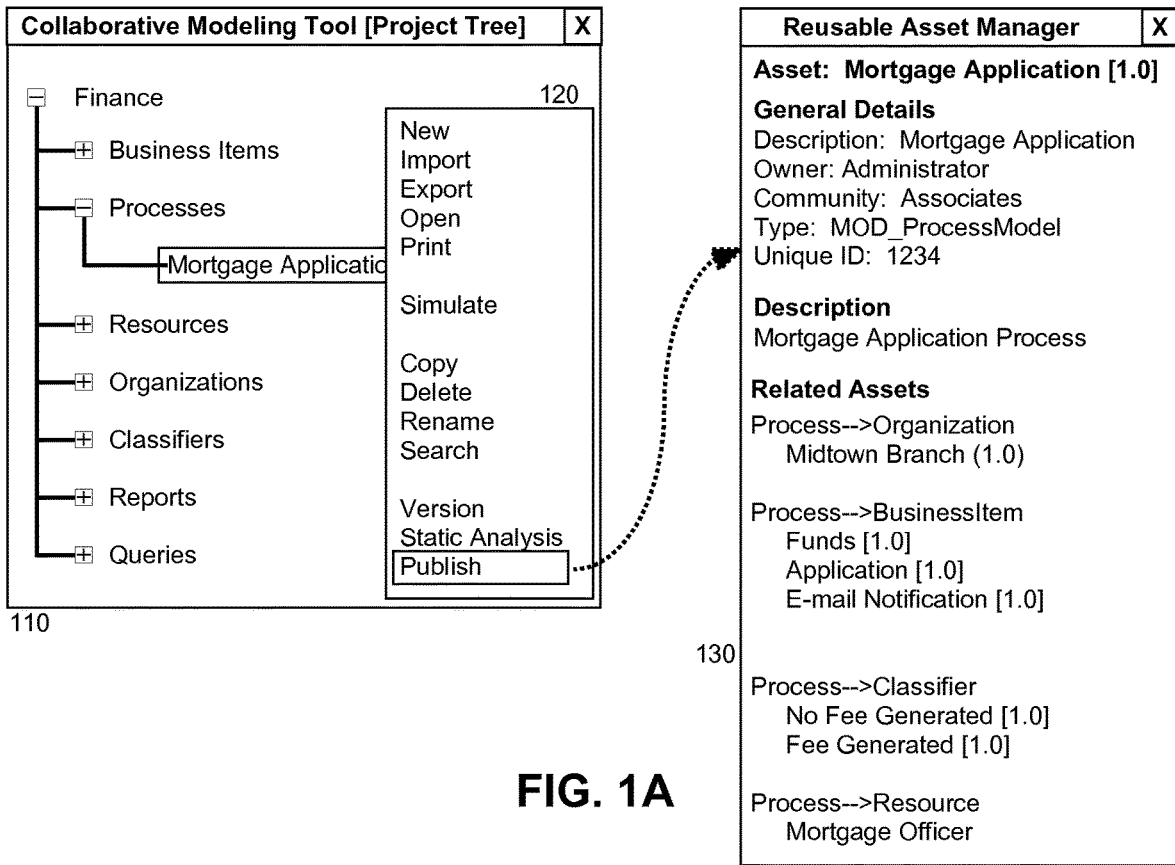 Collaborative Modeling Tool [Project Tree] X
Finance
Business Items
Processes
Mortgage Applicatio
Resources
Organizations
Classifiers
Reports
Queries
120
New
Import
Export
Open
Print
Simulate
Copy
Delete
Rename
Search
Version
Static Analysis
Publish
110
Reusable Asset Manager X
Asset: Mortgage Application [1.0]
General Details
Description: Mortgage Application
Owner: Administrator
Community: Associates
Type: MOD_ProcessModel
Unique ID: 1234
Description
Mortgage Application Process
Related Assets
Process-->Organization
Midtown Branch (1.0)
Process-->BusinessItem
Funds [1.0]
Application [1.0]
E-mail Notification [1.0]
130
Process-->Classifier
No Fee Generated [1.0]
Fee Generated [1.0]
Process-->Resource
Mortgage Officer
FIG. 1A